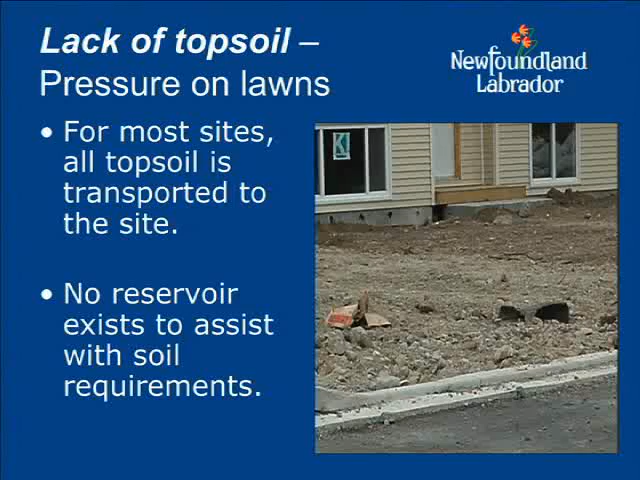 Lack of topsoil –
Pressure on lawns
Newfoundland
Labrador
• For most sites,
all topsoil is
transported to
the site.
• No reservoir
exists to assist
with soil
requirements.